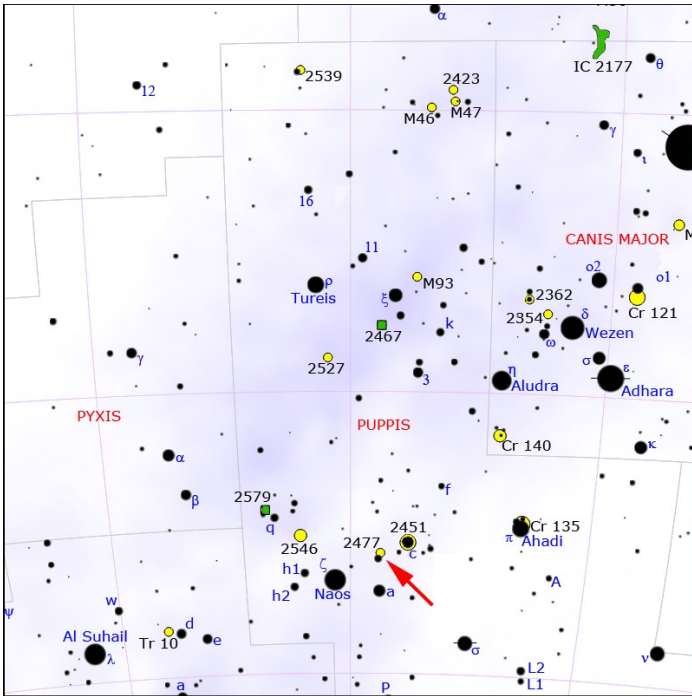 α
θ
IC 2177
2539
2423
12
M46
M47
γ
ι
16
CANIS MAJOR
M
11
ρ
Tureis
ξ
M93
o2
o1
2362
2354
Cr 121
δ
Wezen
2467
k
ω
γ
2527
3
σ
ε
η
Aludra
Adhara
PYXIS
PUPPIS
Cr 140
κ
α
β
f
2579
q
2546
2477
2451
c
Cr 135
π
Ahadi
h1
ζ
h2
Naos
a
A
ψ
w
Al Suhail
λ
Tr 10
d
e
σ
ν
L2
L1
a
p